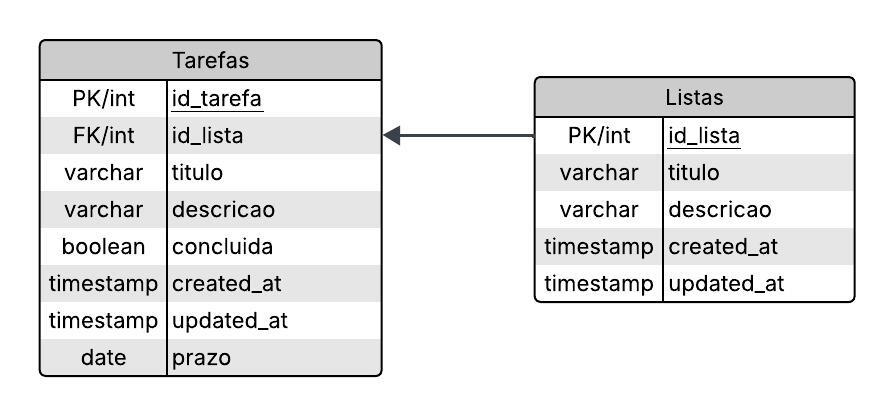 Tarefas
PK/int id_tarefa
FK/int id_lista
varchar titulo
varchar descricao
boolean concluida
timestamp created_at
timestamp updated_at
date prazo
Listas
PK/int id_lista
varchar titulo
varchar descricao
timestamp created_at
timestamp updated_at